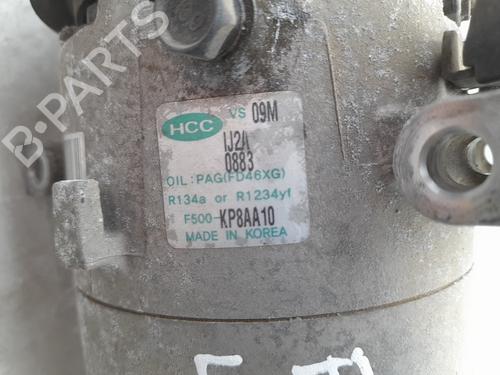 B-PARTS
HCC VS 09M
IJ2A
0883
OIL : PAG(FD46XG)
R134a or R1234yf
F500-KP8AA10
MADE IN KOREA